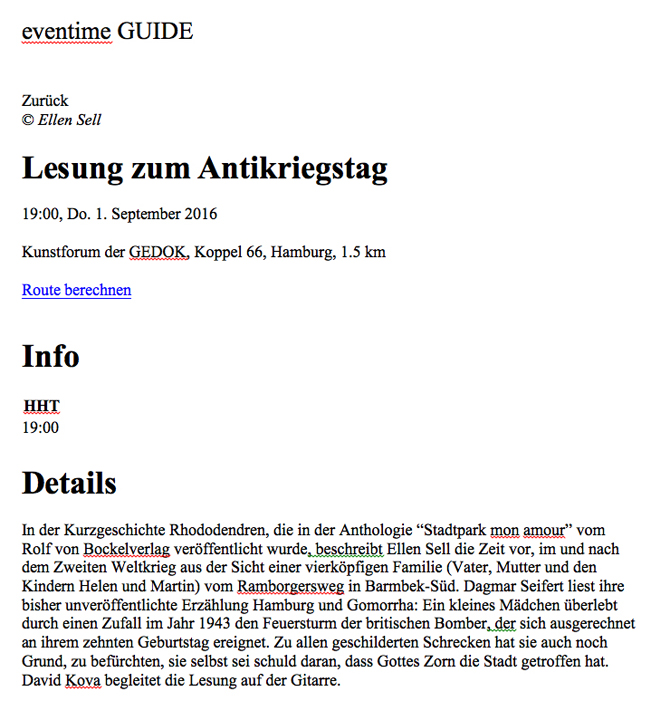 eventime GUIDE
Zurück
© Ellen Sell
Lesung zum Antikriegstag
19:00, Do. 1. September 2016
Kunstforum der GEDOK, Koppel 66, Hamburg, 1.5 km
Route berechnen
Info
HHT
19:00
Details
In der Kurzgeschichte Rhododendren, die in der Anthologie “Stadtpark mon amour” vom
Rolf von Bockelverlag veröffentlicht wurde, beschreibt Ellen Sell die Zeit vor, im und nach
dem Zweiten Weltkrieg aus der Sicht einer vierköpfigen Familie (Vater, Mutter und den
Kindern Helen und Martin) vom Ramborgersweg in Barmbek-Süd. Dagmar Seifert liest ihre
bisher unveröffentlichte Erzählung Hamburg und Gomorrha: Ein kleines Mädchen überlebt
durch einen Zufall im Jahr 1943 den Feuersturm der britischen Bomber, der sich ausgerechnet
an ihrem zehnten Geburtstag ereignet. Zu allen geschilderten Schrecken hat sie auch noch
Grund, zu befürchten, sie selbst sei schuld daran, dass Gottes Zorn die Stadt getroffen hat.
David Kova begleitet die Lesung auf der Gitarre.